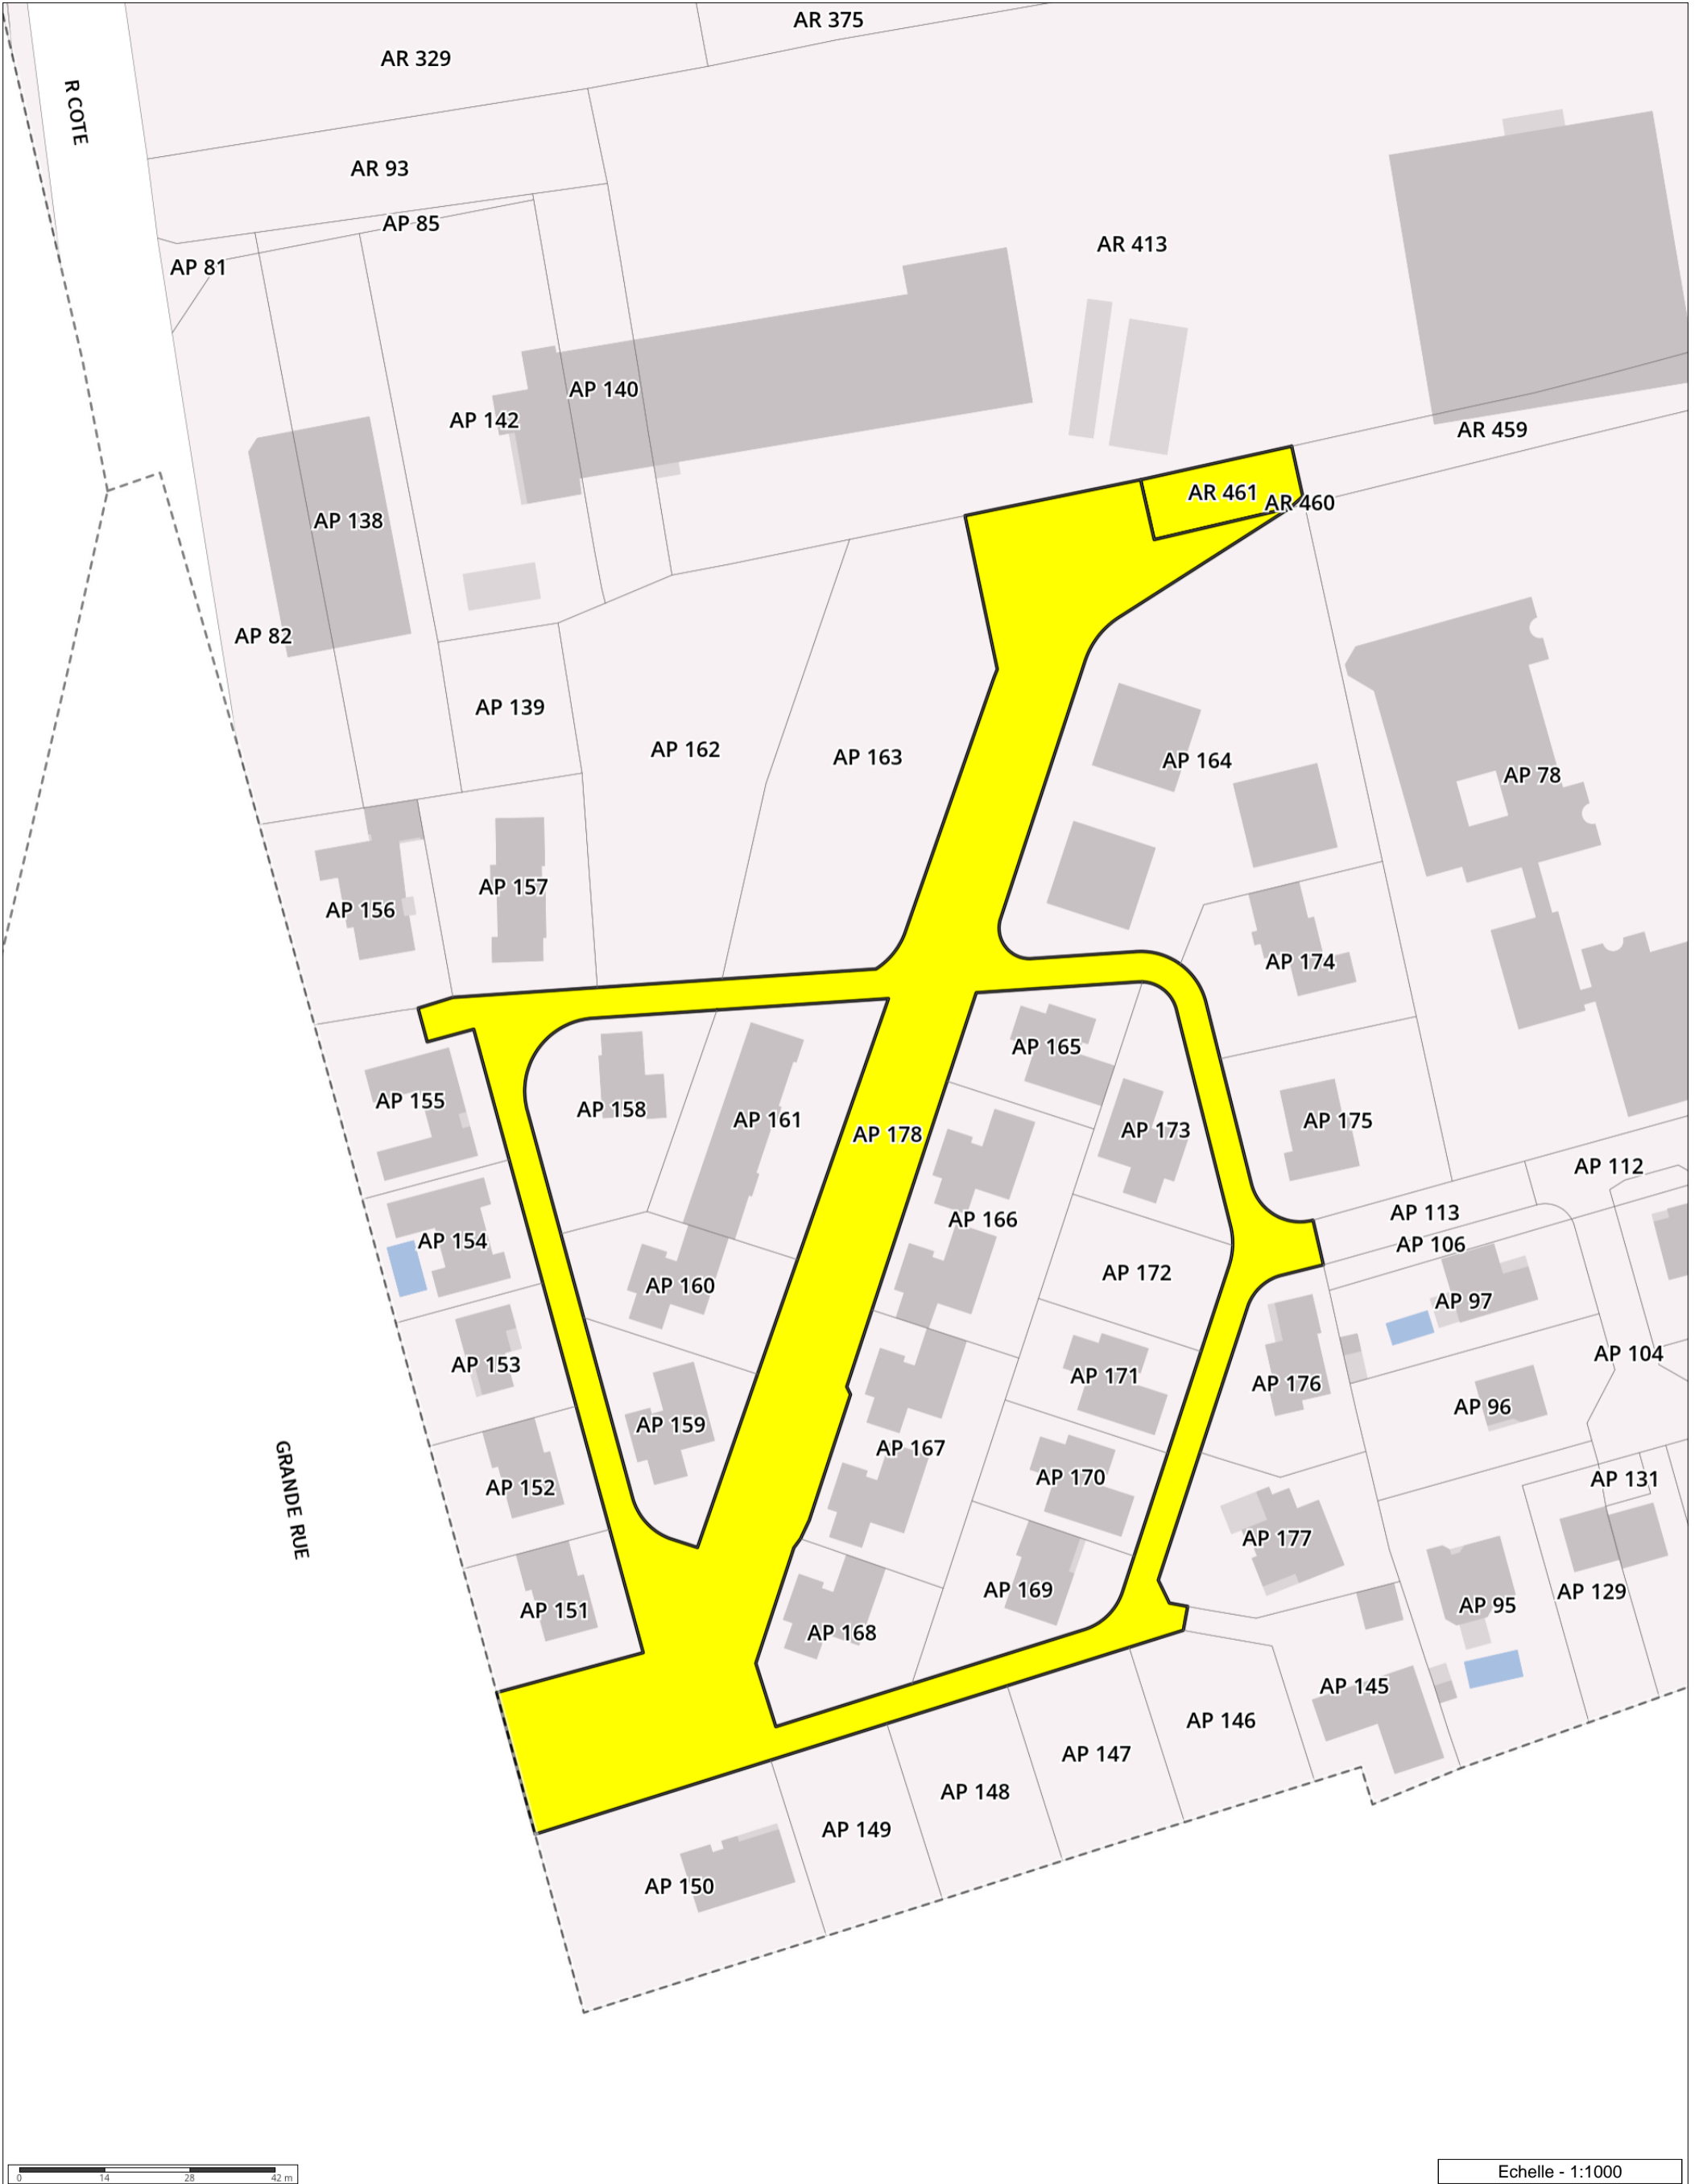 AR 375
AR 329
R COTE
AR 93
AP 85
AR 413
AP 81
AP 140
AP 142
AR 459
AR 461
AR 460
AP 138
AP 82
AP 139
AP 162
AP 163
AP 164
AP 78
AP 157
AP 156
AP 174
AP 165
AP 155
AP 158
AP 161
AP 178
AP 173
AP 175
AP 112
AP 113
AP 166
AP 154
AP 106
AP 172
AP 160
AP 97
AP 104
AP 153
AP 171
AP 176
AP 96
AP 159
AP 167
GRANDE RUE
AP 152
AP 170
AP 131
AP 177
AP 169
AP 129
AP 95
AP 151
AP 168
AP 145
AP 146
AP 147
AP 148
AP 149
AP 150
0 14 28 42 m
Echelle - 1:1000